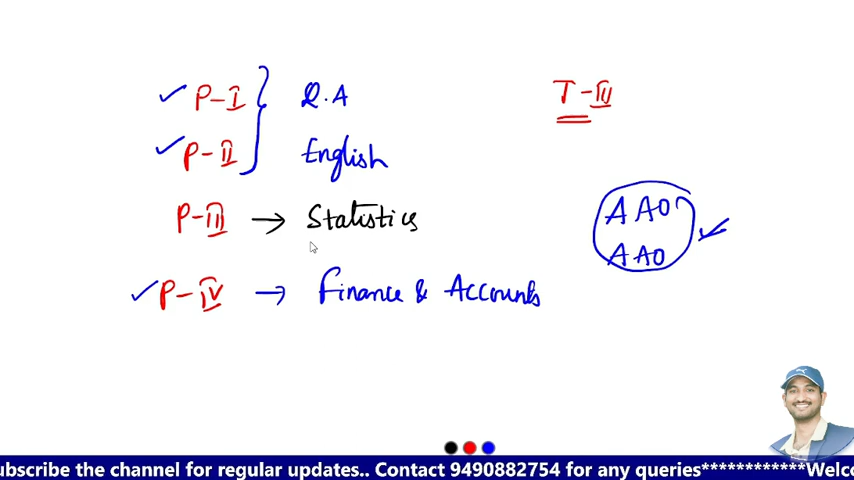 P-I Q.A
T-III
P-II English
P-III → Statistics
AAO
AAO
P-IV → Finance & Accounts
ubscribe the channel for regular updates.. Contact 9490882754 for any queries************Welco